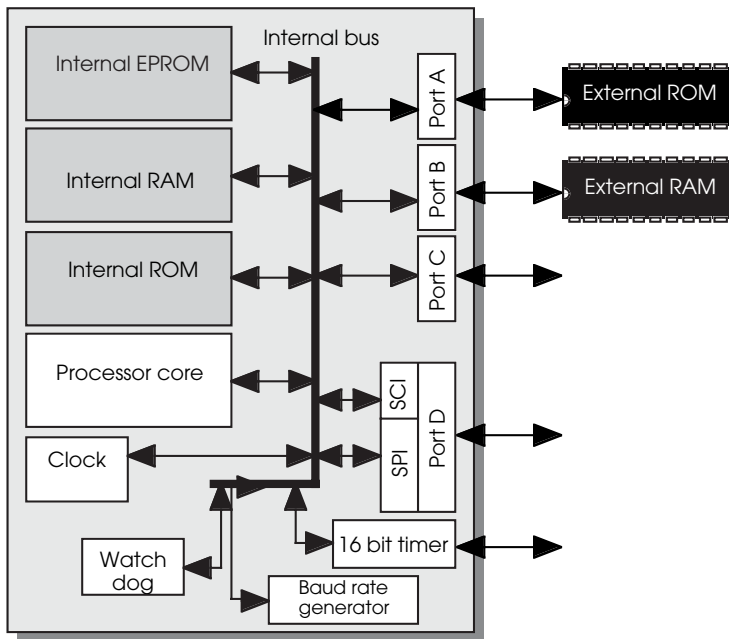 Internal bus
Internal EPROM
Port A
External ROM
Internal RAM
Port B
External RAM
Internal ROM
Port C
Processor core
SCI
Port D
SPI
Clock
16 bit timer
Watch
dog
Baud rate
generator